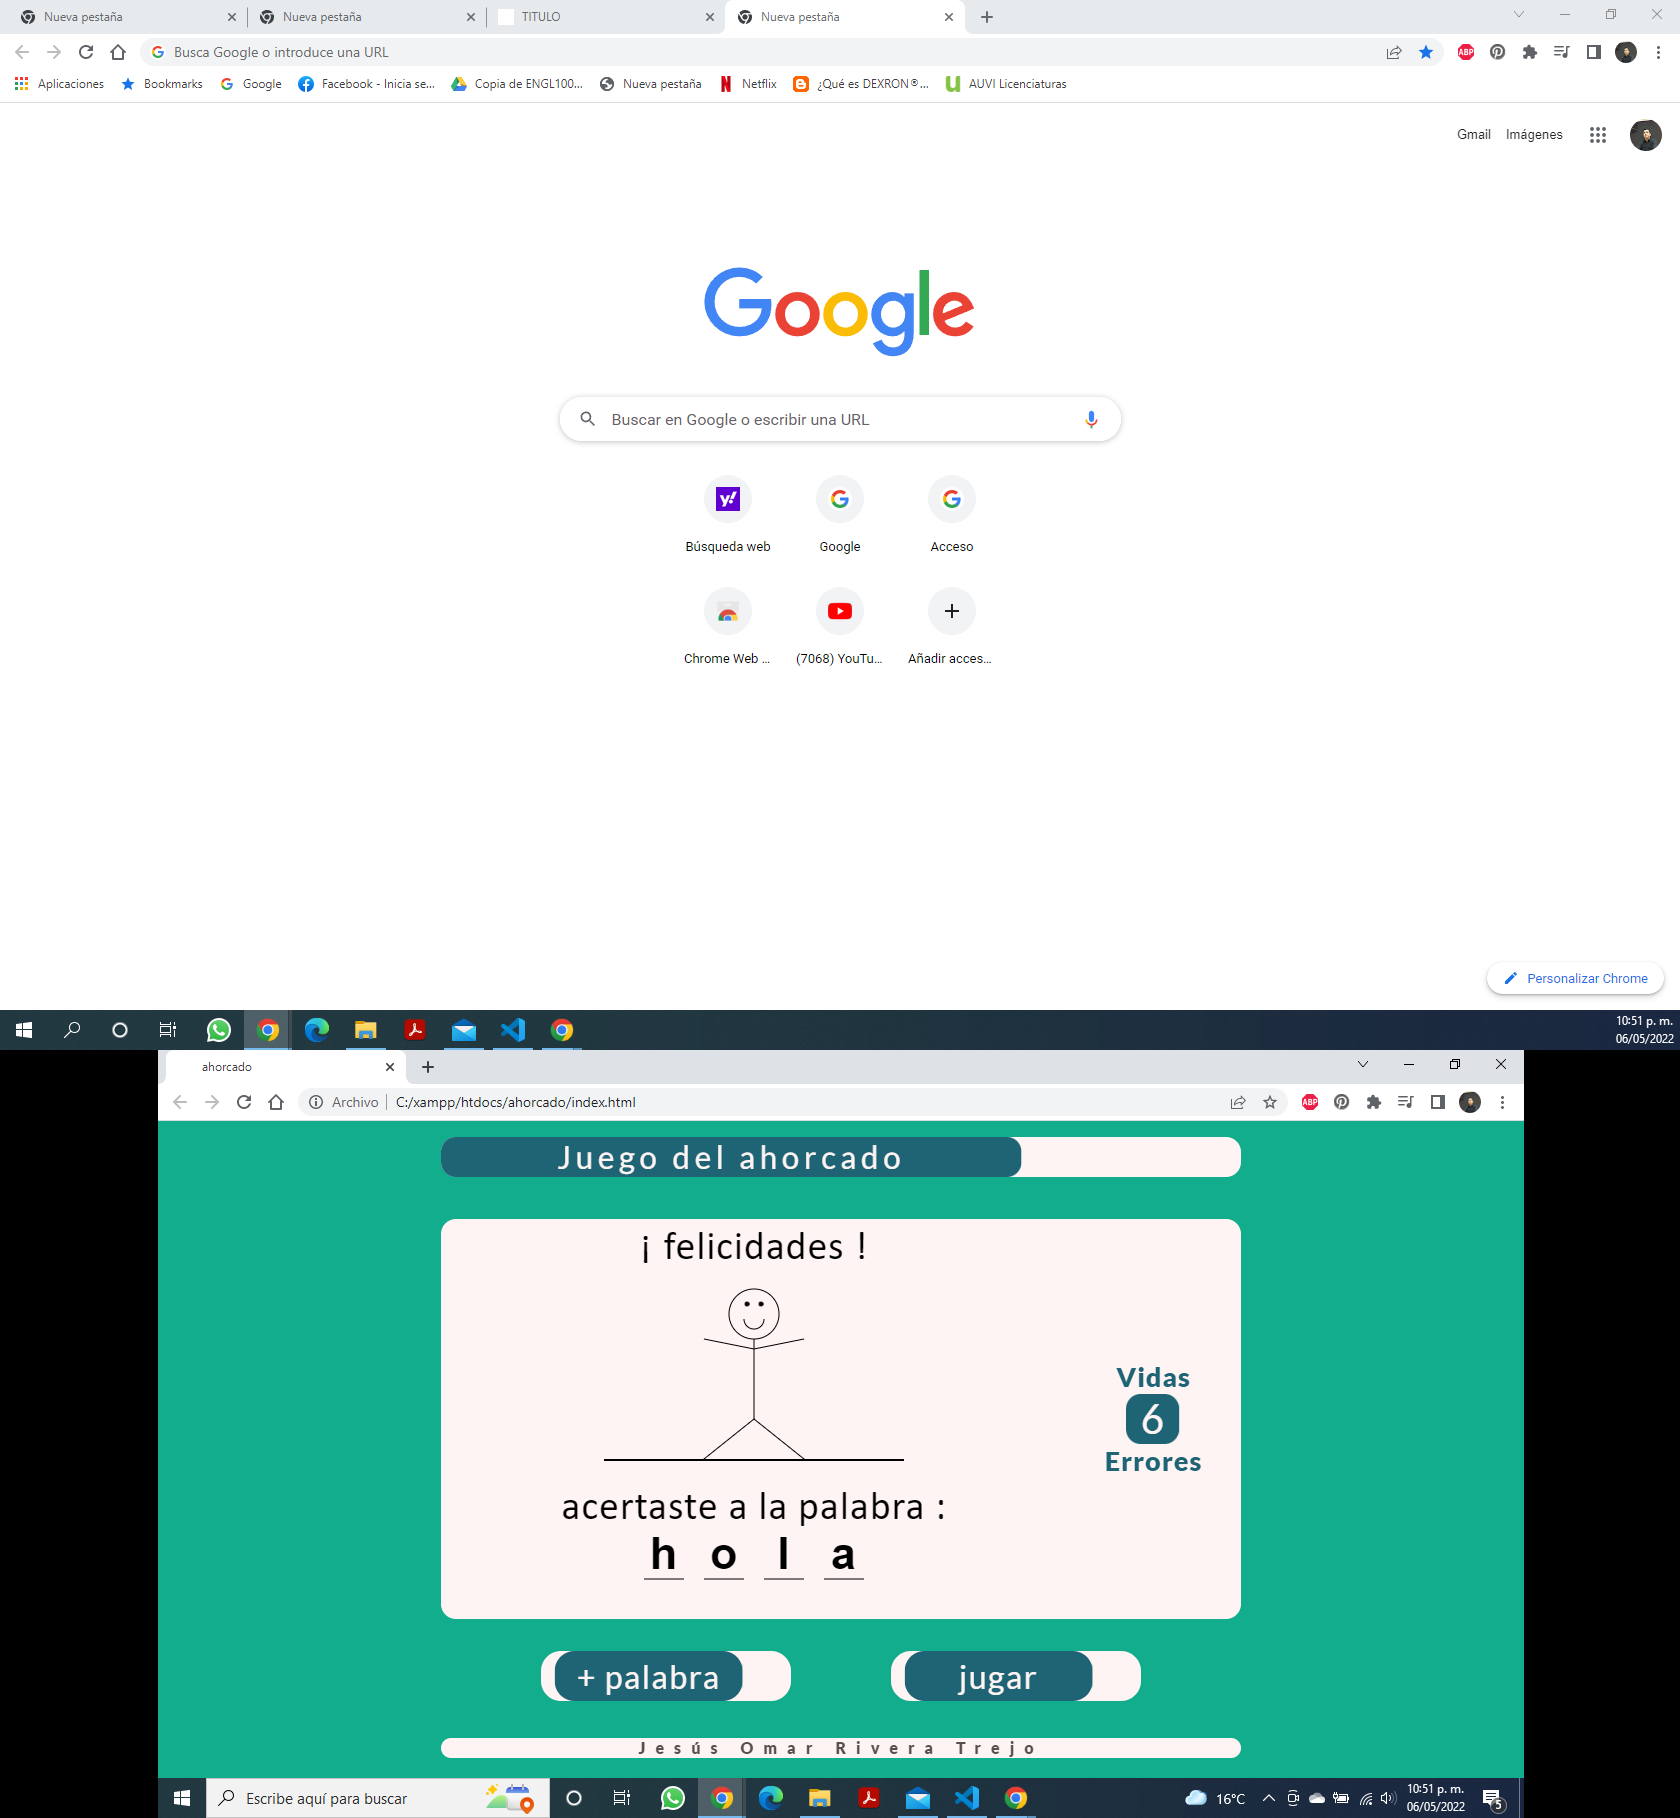 Nueva pestaña
Nueva pestaña
TITULO
Nueva pestaña
Busca Google o introduce una URL
ABP
Aplicaciones
Bookmarks
Google
Facebook - Inicia se...
Copia de ENGL100...
Nueva pestaña
Netflix
¿Qué es DEXRON®...
AUVI Licenciaturas
Gmail
Imágenes
Google
Buscar en Google o escribir una URL
y!
Búsqueda web
Google
Acceso
Chrome Web ...
(7068) YouTu...
Añadir acces...
Personalizar Chrome
10:51 p. m.
06/05/2022
ahorcado
Archivo
C:/xampp/htdocs/ahorcado/index.html
ABP
Juego del ahorcado
¡ felicidades !
Vidas
6
Errores
acertaste a la palabra :
h o l a
+ palabra
jugar
Jesús Omar Rivera Trejo
Escribe aquí para buscar
16°C
10:51 p. m.
06/05/2022
5